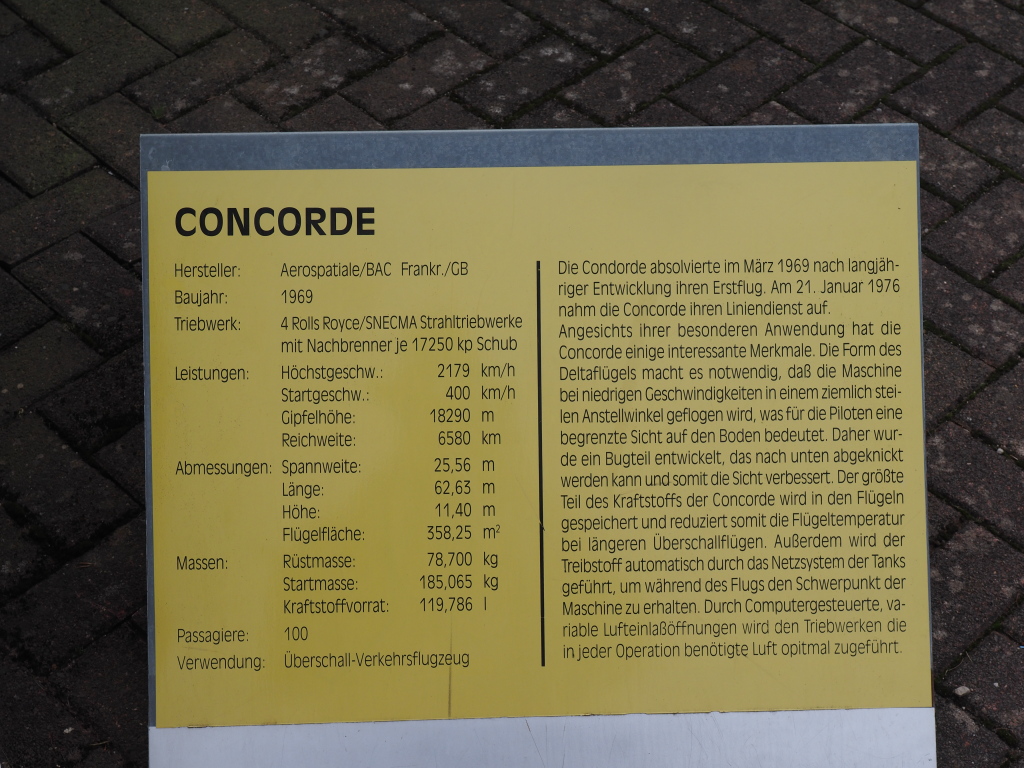 CONCORDE
Hersteller: Aerospatiale/BAC Frankr./GB
Baujahr: 1969
Triebwerk: 4 Rolls Royce/SNECMA Strahltriebwerke
mit Nachbrenner je 17250 kp Schub
Leistungen: Höchstgeschw.: 2179 km/h
Startgeschw.: 400 km/h
Gipfelhöhe: 18290 m
Reichweite: 6580 km
Abmessungen: Spannweite: 25,56 m
Länge: 62,63 m
Höhe: 11,40 m
Flügelfläche: 358,25 m²
Massen: Rüstmasse: 78,700 kg
Startmasse: 185,065 kg
Kraftstoffvorrat: 119,786 l
Passagiere: 100
Verwendung: Überschall-Verkehrsflugzeug
Die Condorde absolvierte im März 1969 nach langjäh-
riger Entwicklung ihren Erstflug. Am 21. Januar 1976
nahm die Concorde ihren Liniendienst auf.
Angesichts ihrer besonderen Anwendung hat die
Concorde einige interessante Merkmale. Die Form des
Deltaflügels macht es notwendig, daß die Maschine
bei niedrigen Geschwindigkeiten in einem ziemlich stei-
len Anstellwinkel geflogen wird, was für die Piloten eine
begrenzte Sicht auf den Boden bedeutet. Daher wur-
de ein Bugteil entwickelt, das nach unten abgeknickt
werden kann und somit die Sicht verbessert. Der größte
Teil des Kraftstoffs der Concorde wird in den Flügeln
gespeichert und reduziert somit die Flügeltemperatur
bei längeren Überschallflügen. Außerdem wird der
Treibstoff automatisch durch das Netzsystem der Tanks
geführt, um während des Flugs den Schwerpunkt der
Maschine zu erhalten. Durch Computergesteuerte, va-
riable Lufteinlaßöffnungen wird den Triebwerken die
in jeder Operation benötigte Luft opitmal zugeführt.